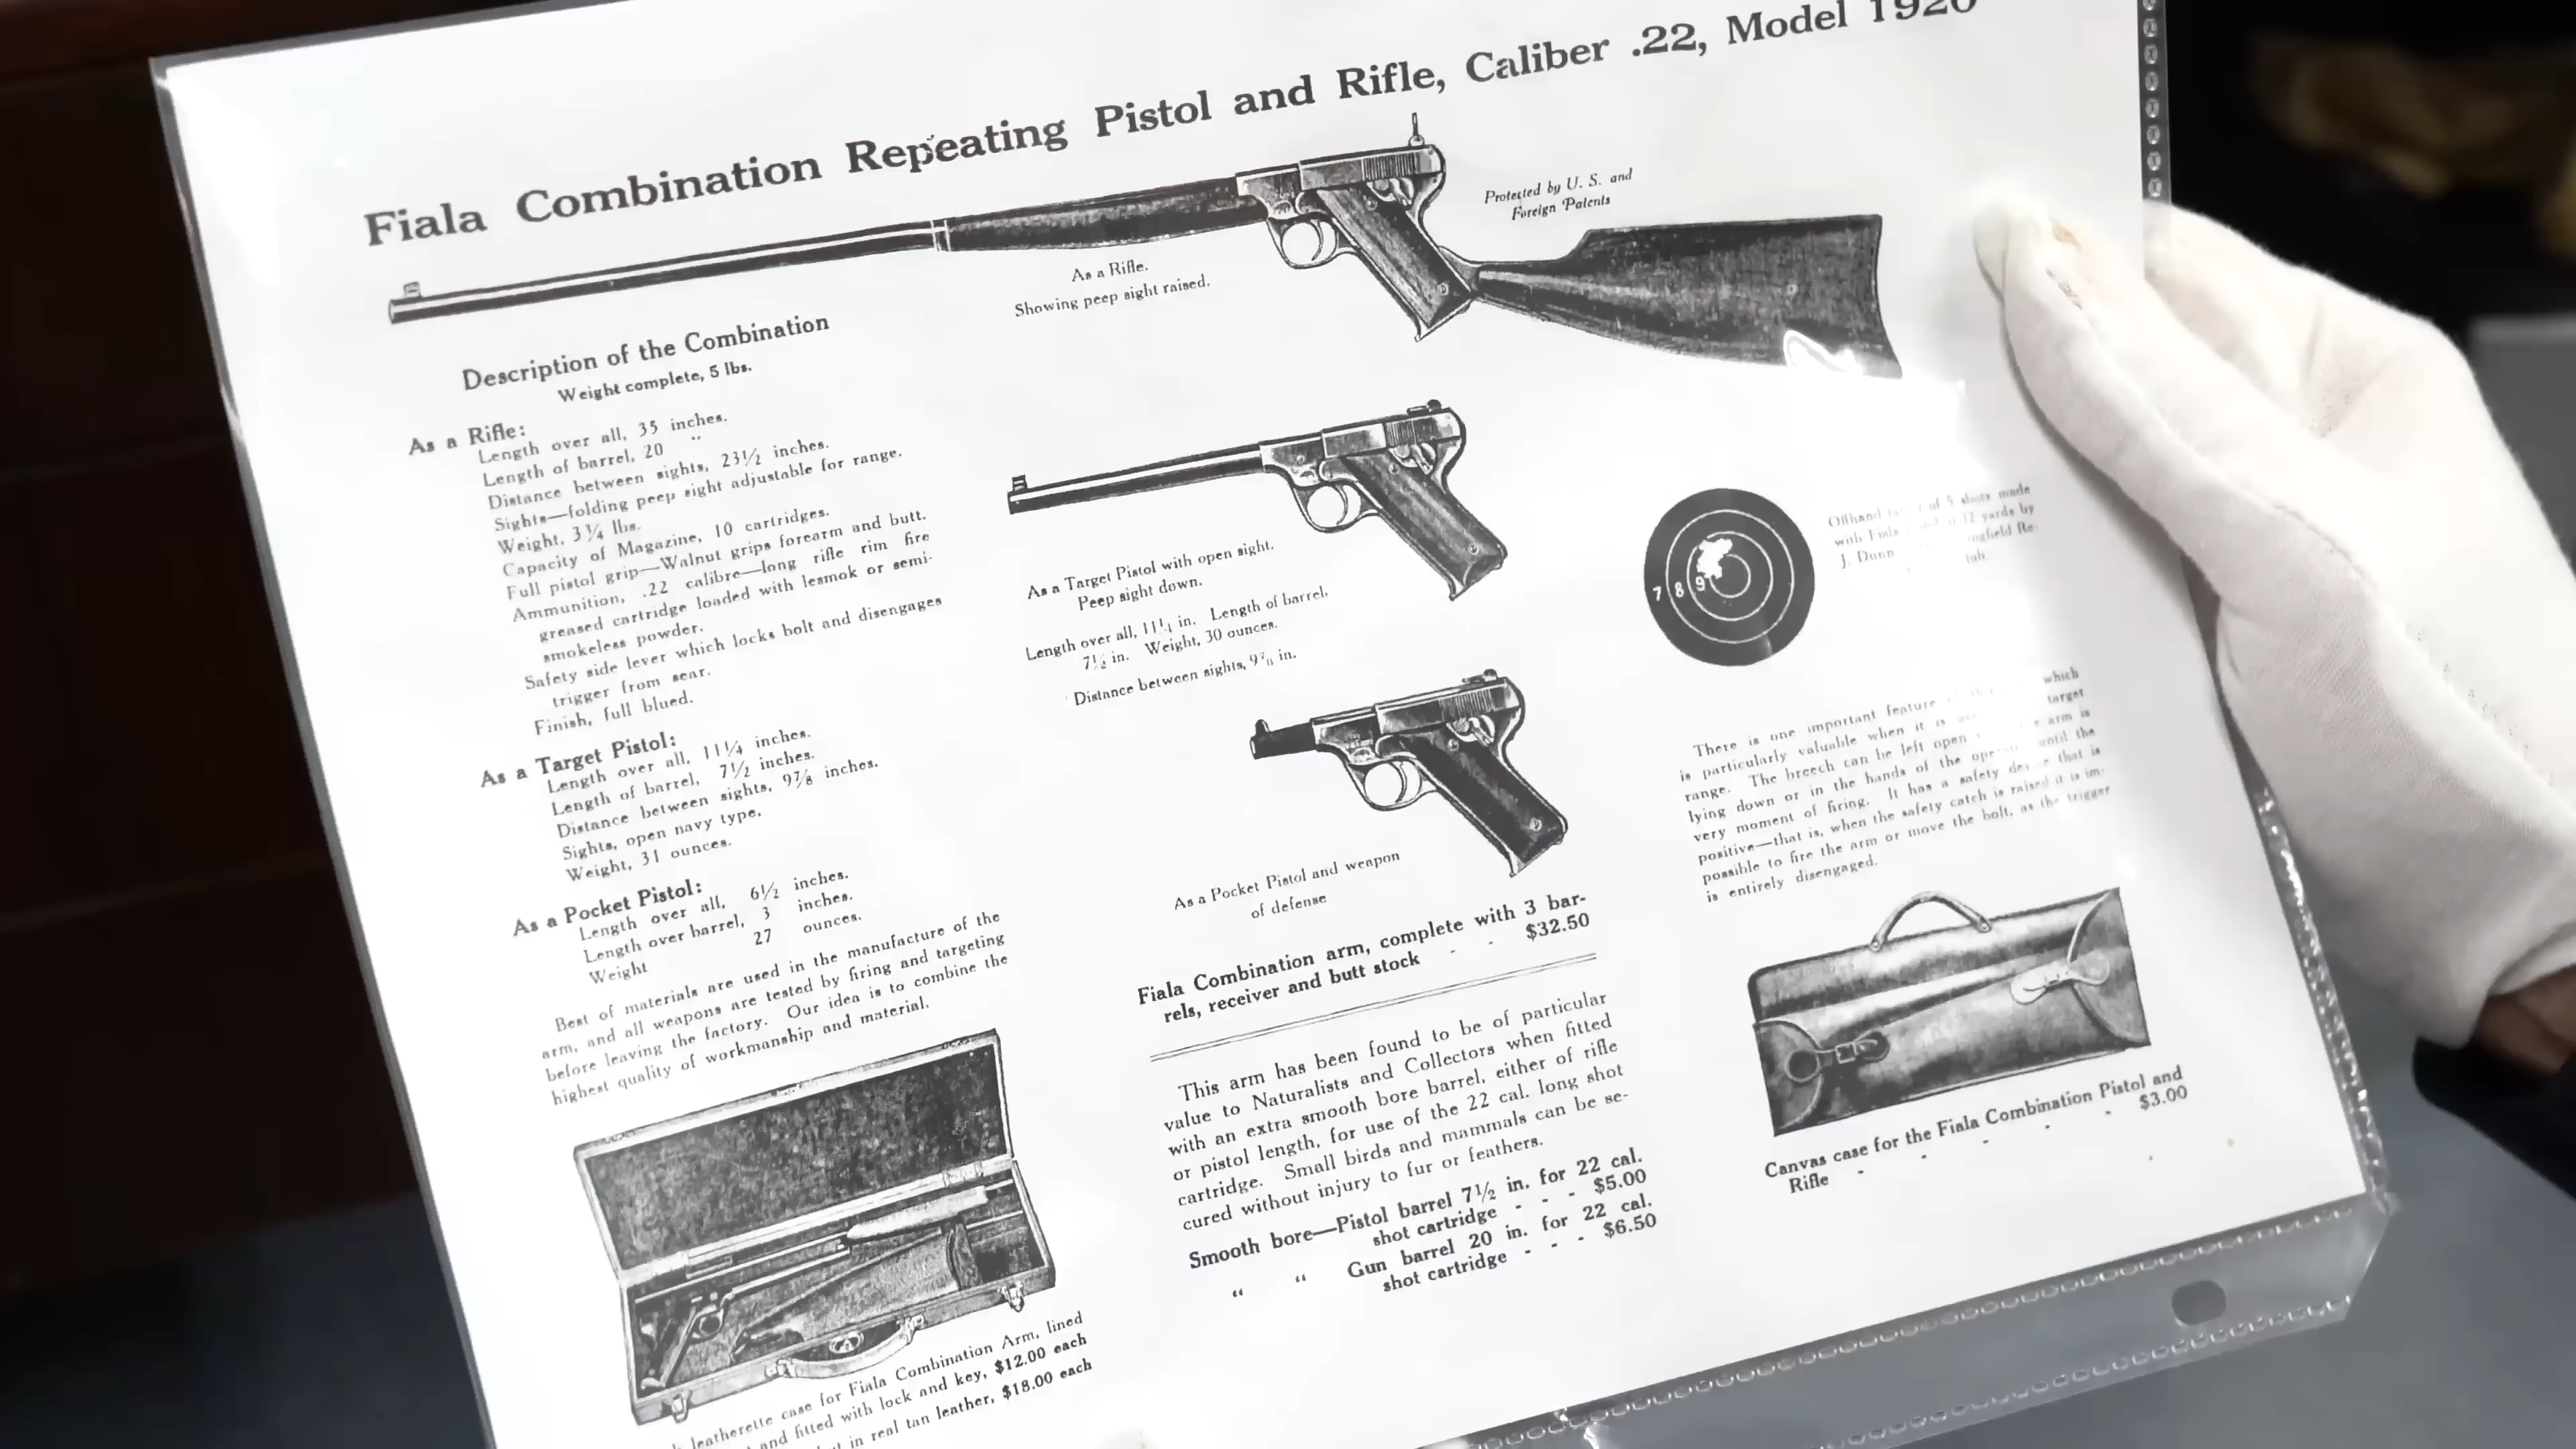 Fiala Combination Repeating Pistol and Rifle, Caliber .22, Model 1920
Protected by U. S. and
Foreign Patents
As a Rifle.
Showing peep sight raised.
Description of the Combination
Weight complete, 5 lbs.
As a Rifle:
Length over all, 35 inches.
Length of barrel, 20 "
Distance between sights, 23½ inches.
Sights—folding peep sight adjustable for range.
Weight, 3¼ lbs.
Capacity of Magazine, 10 cartridges.
Full pistol grip—Walnut grips forearm and butt.
Ammunition, .22 calibre—long rifle rim fire
greased cartridge loaded with lesmok or semi-
smokeless powder.
Safety side lever which locks bolt and disengages
trigger from sear.
Finish, full blued.
As a Target Pistol:
Length over all, 11¼ inches.
Length of barrel, 7½ inches.
Distance between sights, 9⅞ inches.
Sights, open navy type.
Weight, 31 ounces.
As a Pocket Pistol:
Length over all, 6½ inches.
Length over barrel, 3 inches.
Weight 27 ounces.
Best of materials are used in the manufacture of the
arm, and all weapons are tested by firing and targeting
before leaving the factory. Our idea is to combine the
highest quality of workmanship and material.
leatherette case for Fiala Combination Arm, lined
and fitted with lock and key, $12.00 each
in real tan leather, $18.00 each
As a Target Pistol with open sight.
Peep sight down.
Length over all, 11¼ in. Length of barrel,
7½ in. Weight, 30 ounces.
Distance between sights, 9⅞ in.
As a Pocket Pistol and weapon
of defense
Fiala Combination arm, complete with 3 bar-
rels, receiver and butt stock - - $32.50
This arm has been found to be of particular
value to Naturalists and Collectors when fitted
with an extra smooth bore barrel, either of rifle
or pistol length, for use of the 22 cal. long shot
cartridge. Small birds and mammals can be se-
cured without injury to fur or feathers.
Smooth bore—Pistol barrel 7½ in. for 22 cal.
shot cartridge - - - $5.00
" " Gun barrel 20 in. for 22 cal.
shot cartridge - - - $6.50
7 8 9
Offhand of 5 shots made
with Fiala 12 yards by
J. Dunn
There is one important feature which
is particularly valuable when it is target
range. The breech can be left open arm is
lying down or in the hands of the until the
very moment of firing. It has a safety that is
positive—that is, when the safety catch is raised it is im-
possible to fire the arm or move the bolt, as the trigger
is entirely disengaged.
Canvas case for the Fiala Combination Pistol and
Rifle - - - - - $3.00